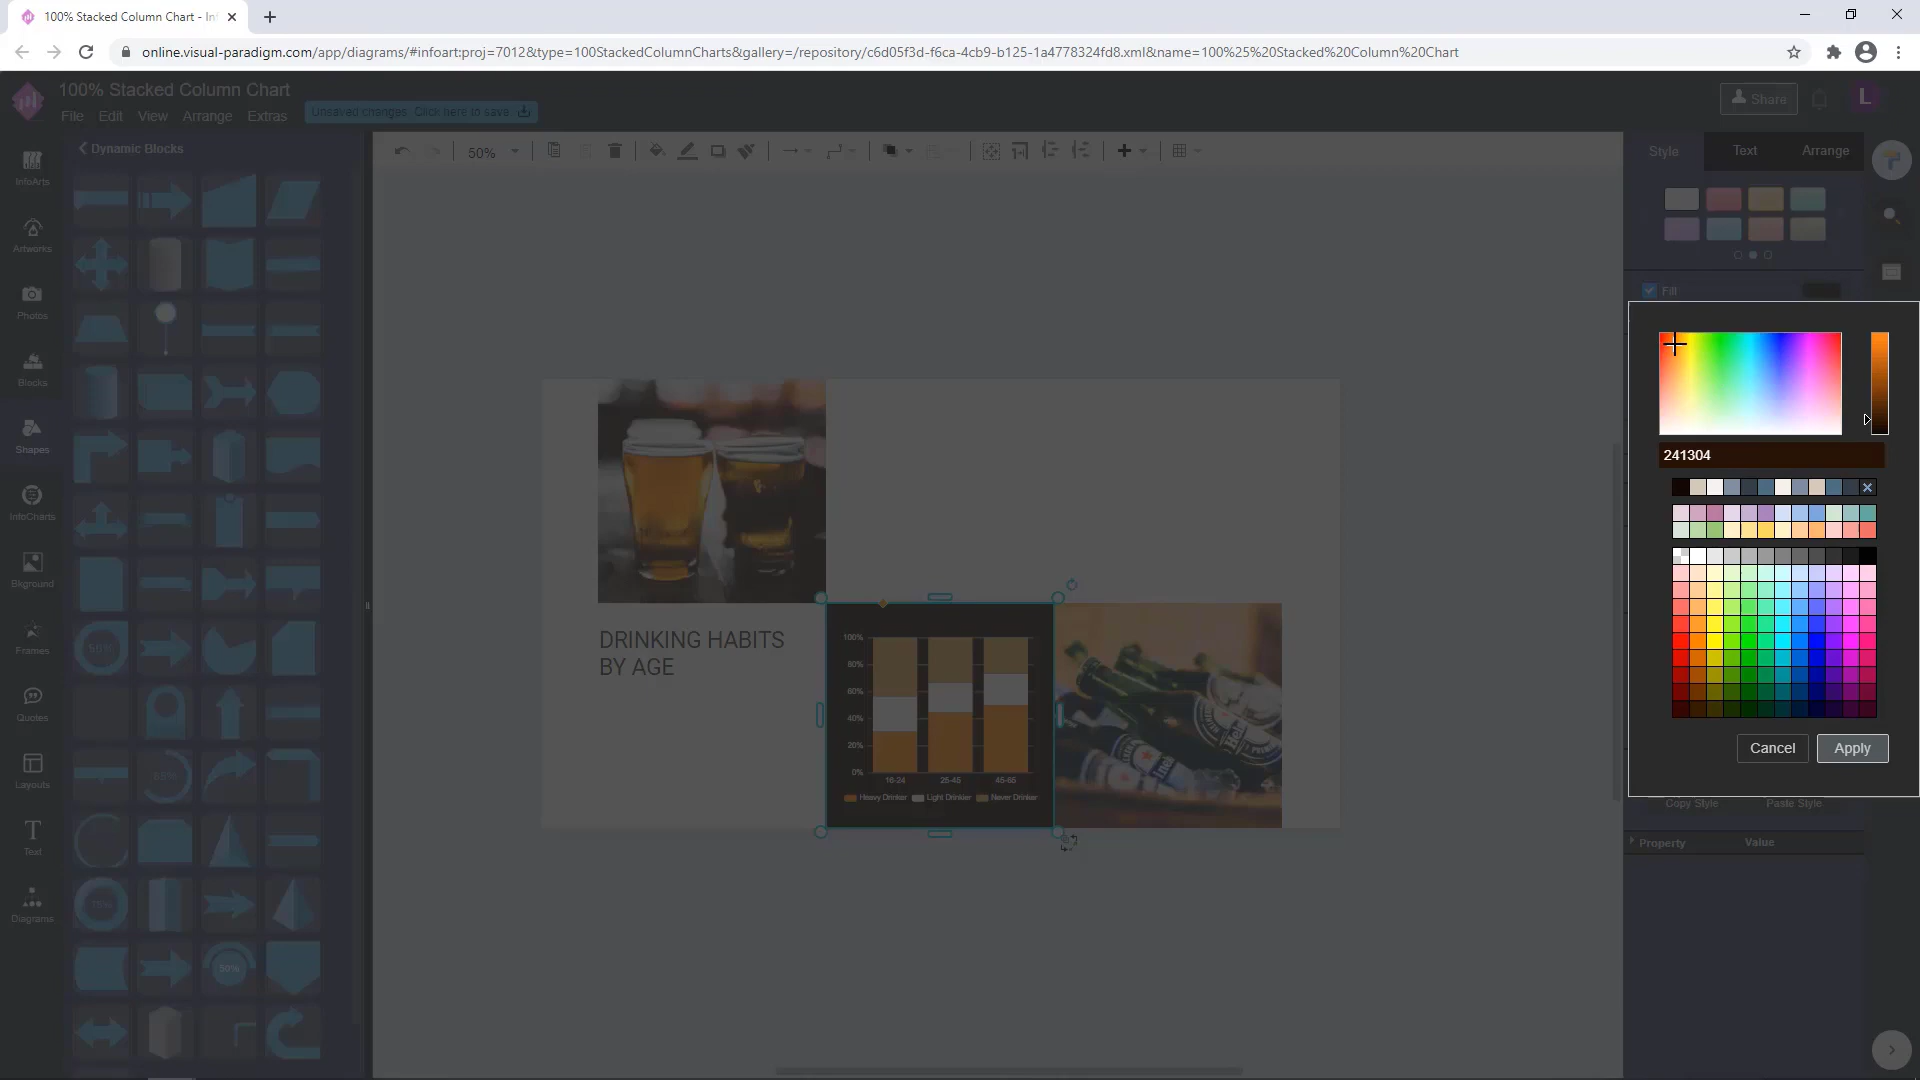 100% Stacked Column Chart - Inf
online.visual-paradigm.com/app/diagrams/#infoart:proj=7012&type=100StackedColumnCharts&gallery=/repository/c6d05f3d-f6ca-4cb9-b125-1a4778324fd8.xml&name=100%25%20Stacked%20Column%20Chart
100% Stacked Column Chart
Share
L
File Edit View Arrange Extras
Unsaved changes. Click here to save
Dynamic Blocks
50%
Style Text Arrange
InfoArts
Artworks
Photos
Blocks
Shapes
InfoCharts
Bkground
Frames
Quotes
Layouts
Text
Diagrams
Fill
241304
Cancel Apply
Copy Style Paste Style
Property Value
DRINKING HABITS
BY AGE
100%
80%
60%
40%
20%
0%
16-24 25-45 45-65
Heavy Drinker Light Drinkier Never Drinker